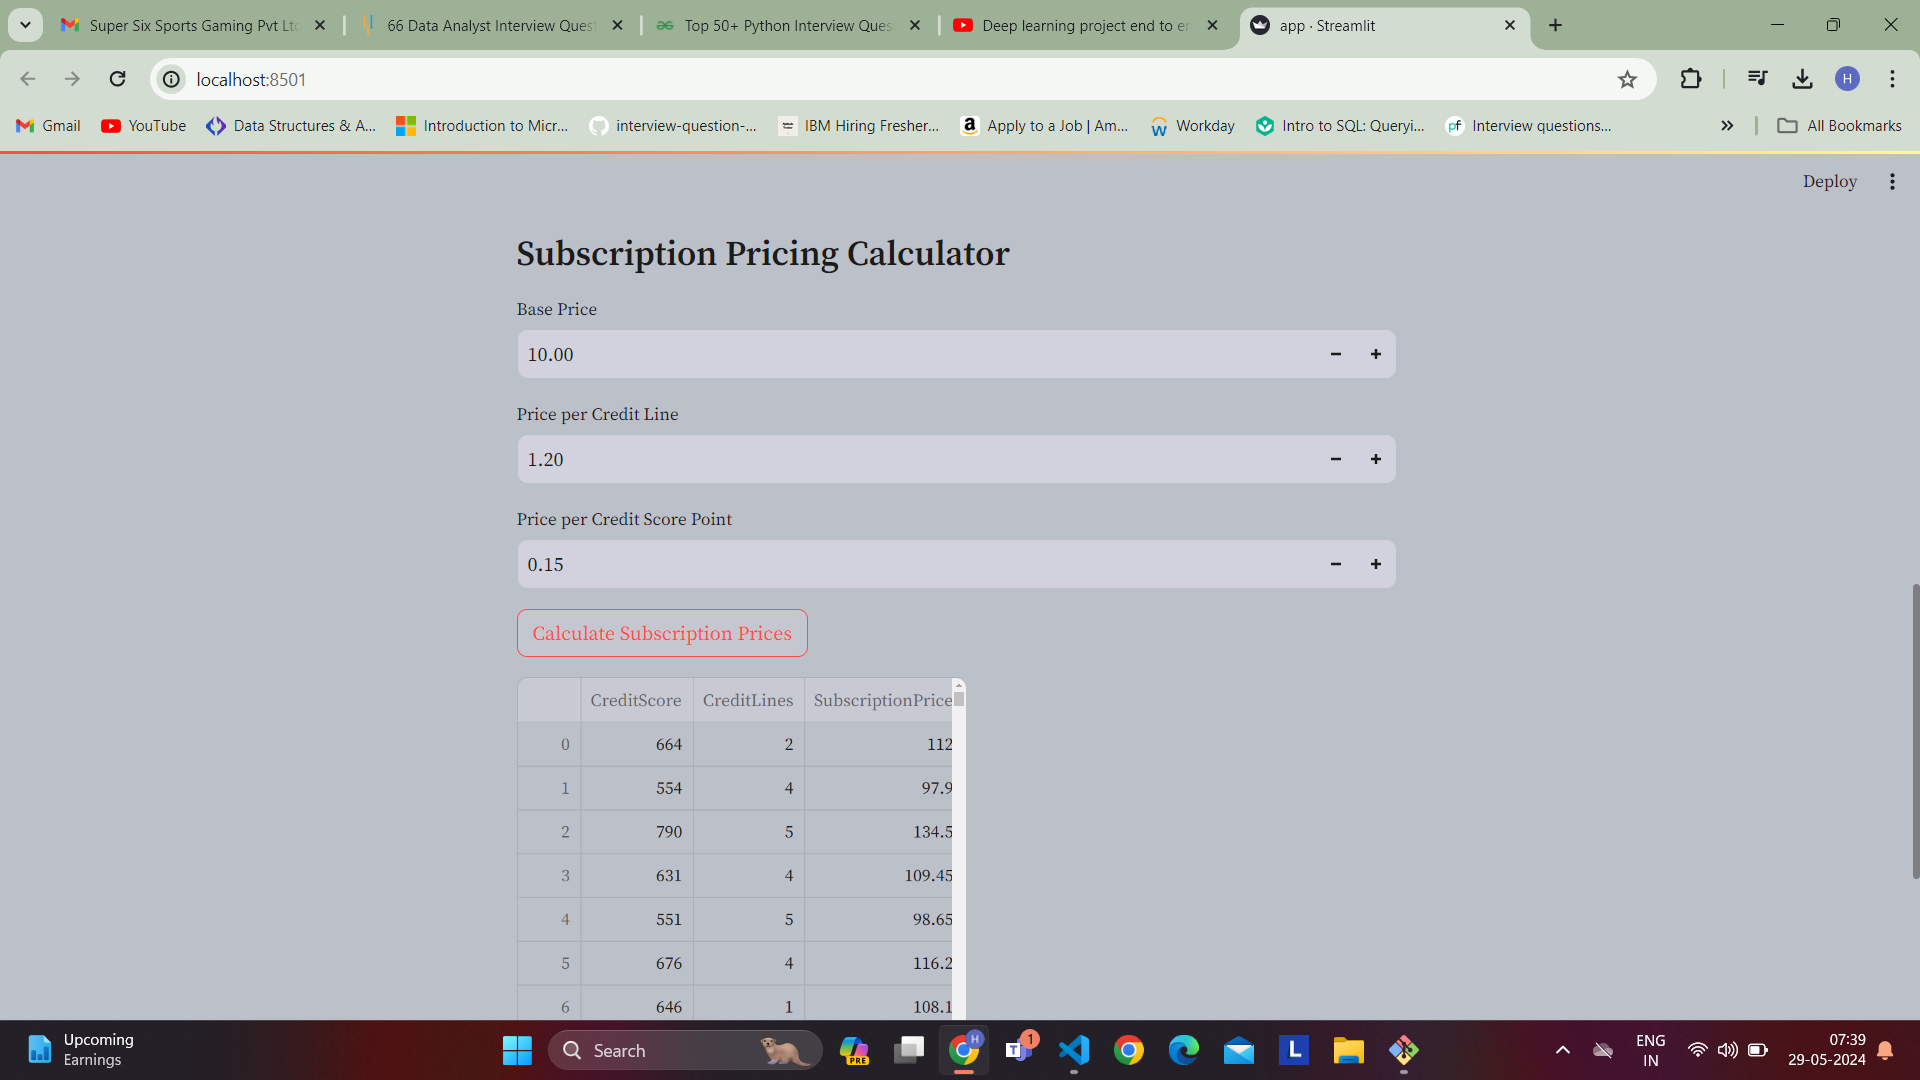 Super Six Sports Gaming Pvt Ltd
66 Data Analyst Interview Quest
Top 50+ Python Interview Ques
Deep learning project end to en
app · Streamlit
localhost:8501
Gmail
YouTube
Data Structures & A...
Introduction to Micr...
interview-question-...
IBM Hiring Fresher...
Apply to a Job | Am...
Workday
Intro to SQL: Queryi...
Interview questions...
All Bookmarks
Deploy
Subscription Pricing Calculator
Base Price
10.00
Price per Credit Line
1.20
Price per Credit Score Point
0.15
Calculate Subscription Prices
CreditScore CreditLines SubscriptionPrice
0 664 2 112
1 554 4 97.9
2 790 5 134.5
3 631 4 109.45
4 551 5 98.65
5 676 4 116.2
6 646 1 108.1
Upcoming
Earnings
Search
PRE
H
1
ENG
IN
07:39
29-05-2024